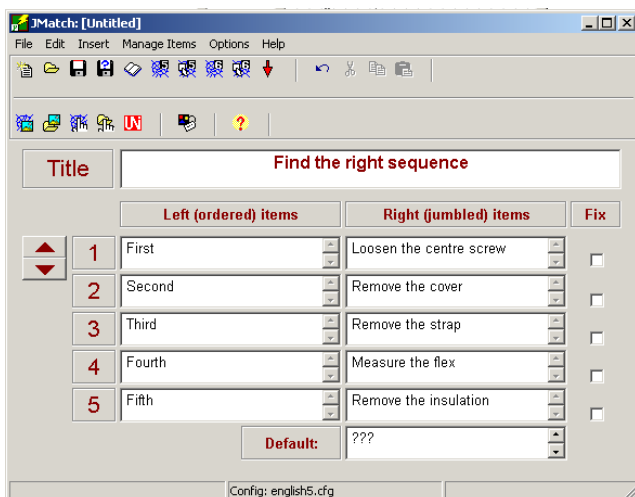 JMatch: [Untitled]
File Edit Insert Manage Items Options Help
Title Find the right sequence
Left (ordered) items Right (jumbled) items Fix
1 First Loosen the centre screw
2 Second Remove the cover
3 Third Remove the strap
4 Fourth Measure the flex
5 Fifth Remove the insulation
Default: ???
Config: english5.cfg